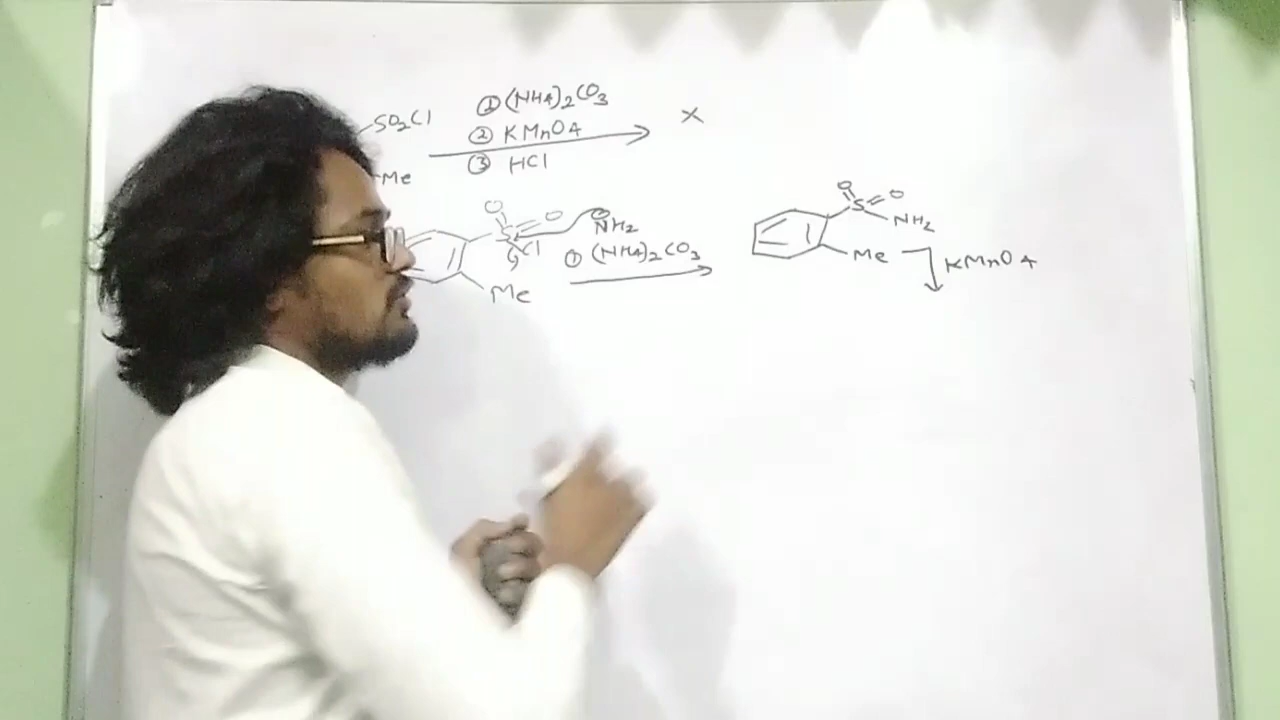 SO2Cl ① (NH4)2CO3 X
② KMnO4
③ HCl
Me
O O NH2
S Cl
① (NH4)2CO3
Me
O O
S NH2
Me KMnO4